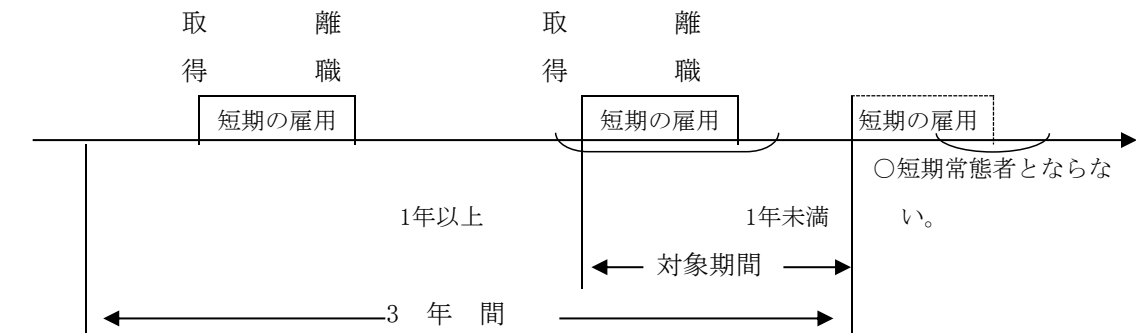 取 離 取 離
得 職 得 職
短期の雇用 短期の雇用 短期の雇用
○短期常態者とならな
い。
1年以上 1年未満
対象期間
3 年 間